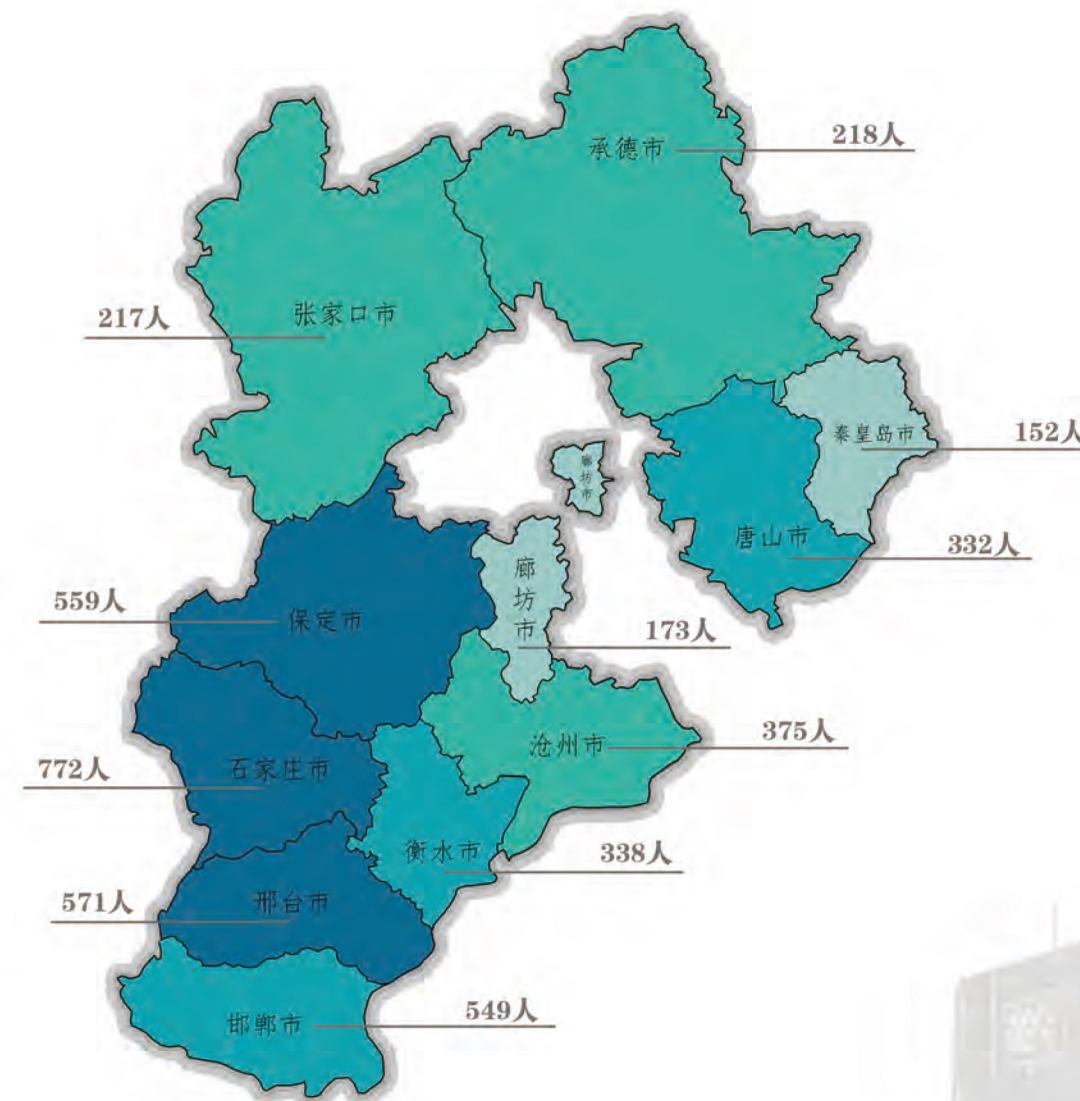 承德市
218人
张家口市
217人
秦皇岛市
152人
廊坊市
唐山市
332人
廊坊市
173人
保定市
559人
沧州市
375人
石家庄市
772人
衡水市
338人
邢台市
571人
邯郸市
549人